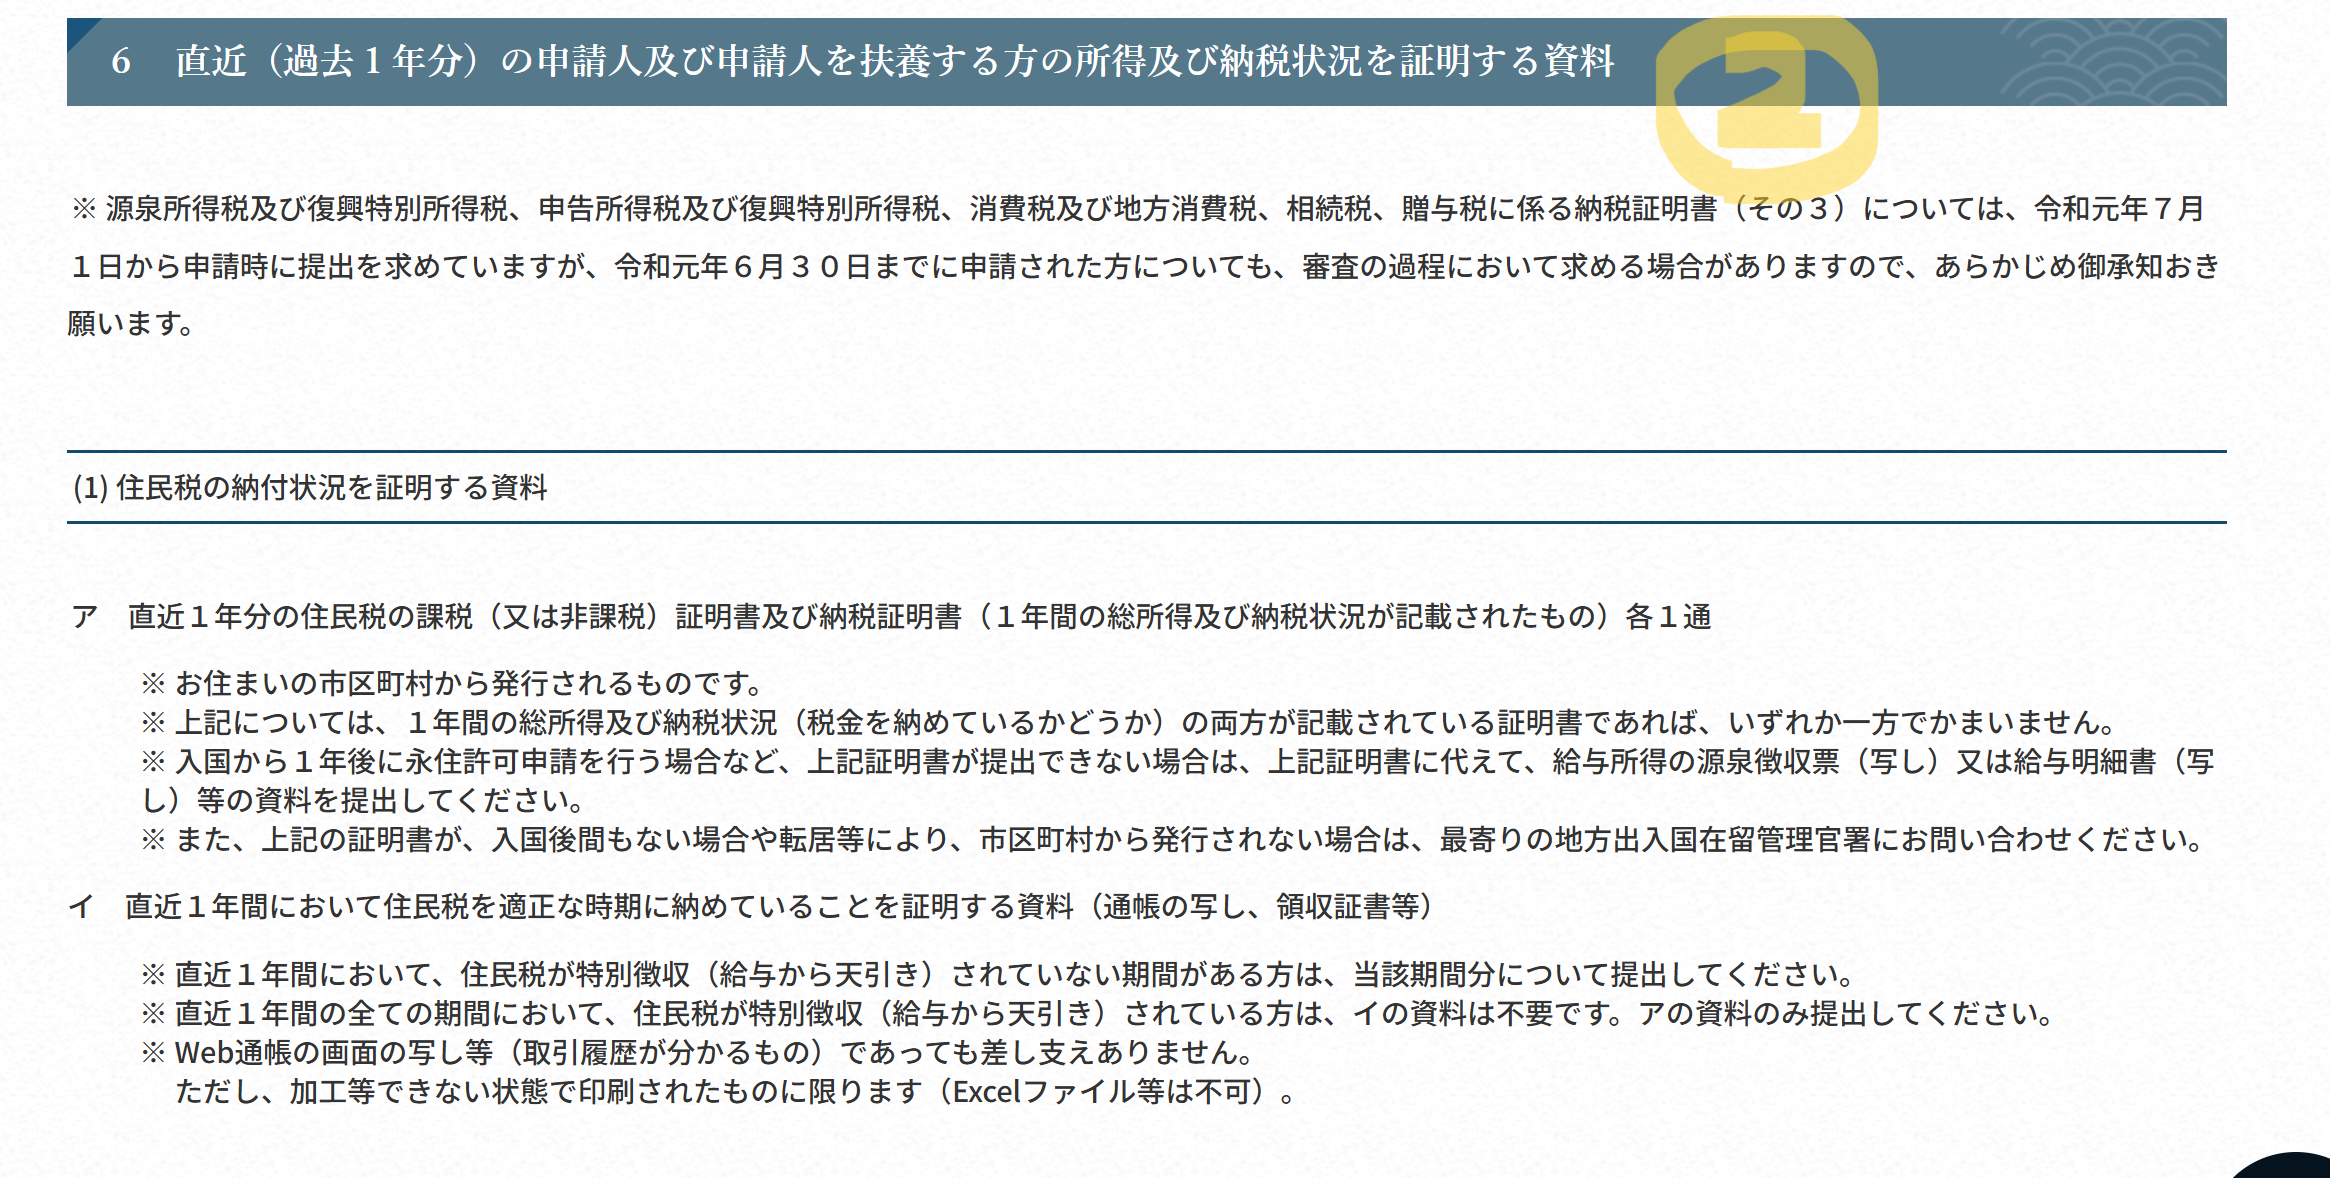 6　直近（過去１年分）の申請人及び申請人を扶養する方の所得及び納税状況を証明する資料
2
※ 源泉所得税及び復興特別所得税、申告所得税及び復興特別所得税、消費税及び地方消費税、相続税、贈与税に係る納税証明書（その３）については、令和元年７月
１日から申請時に提出を求めていますが、令和元年６月３０日までに申請された方についても、審査の過程において求める場合がありますので、あらかじめ御承知おき
願います。
(1) 住民税の納付状況を証明する資料
ア　直近１年分の住民税の課税（又は非課税）証明書及び納税証明書（１年間の総所得及び納税状況が記載されたもの）各１通
※ お住まいの市区町村から発行されるものです。
※ 上記については、１年間の総所得及び納税状況（税金を納めているかどうか）の両方が記載されている証明書であれば、いずれか一方でかまいません。
※ 入国から１年後に永住許可申請を行う場合など、上記証明書が提出できない場合は、上記証明書に代えて、給与所得の源泉徴収票（写し）又は給与明細書（写
し）等の資料を提出してください。
※ また、上記の証明書が、入国後間もない場合や転居等により、市区町村から発行されない場合は、最寄りの地方出入国在留管理官署にお問い合わせください。
イ　直近１年間において住民税を適正な時期に納めていることを証明する資料（通帳の写し、領収証書等）
※ 直近１年間において、住民税が特別徴収（給与から天引き）されていない期間がある方は、当該期間分について提出してください。
※ 直近１年間の全ての期間において、住民税が特別徴収（給与から天引き）されている方は、イの資料は不要です。アの資料のみ提出してください。
※ Web通帳の画面の写し等（取引履歴が分かるもの）であっても差し支えありません。
ただし、加工等できない状態で印刷されたものに限ります（Excelファイル等は不可）。